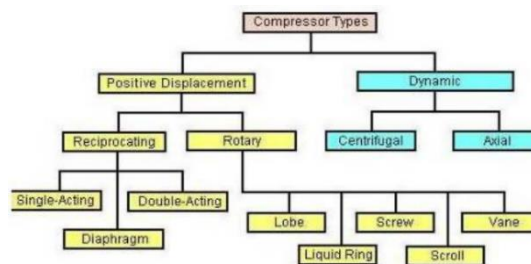 Compressor Types
Positive Displacement
Dynamic
Reciprocating
Rotary
Centrifugal
Axial
Single-Acting
Double-Acting
Diaphragm
Lobe
Screw
Vane
Liquid Ring
Scroll